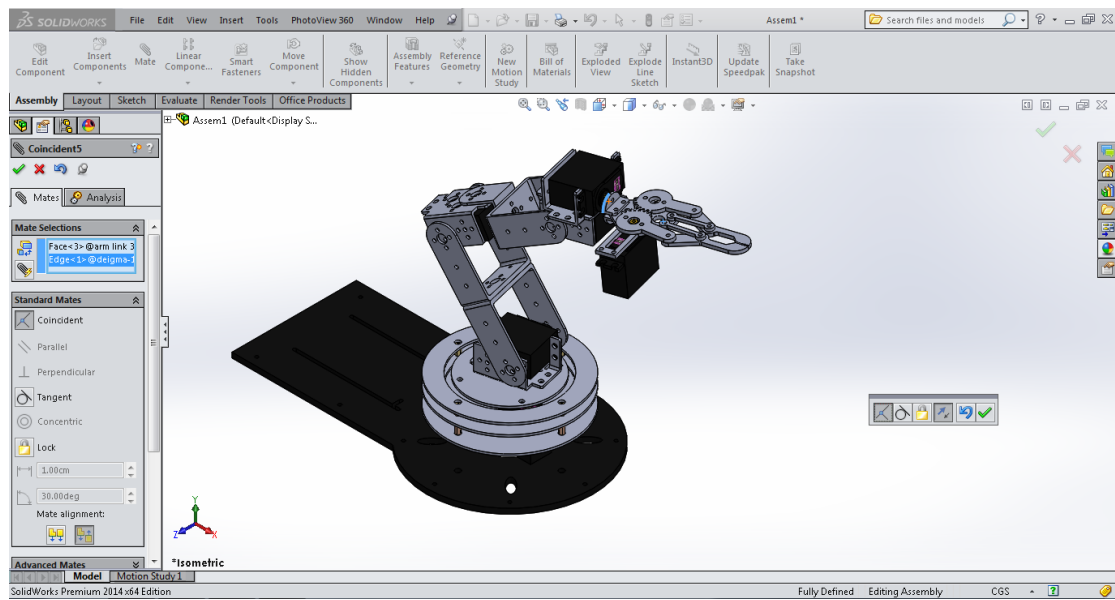 SOLIDWORKS File Edit View Insert Tools PhotoView 360 Window Help Assem1 * Search files and models
Edit Component
Insert Components
Mate
Linear Compone...
Smart Fasteners
Move Component
Show Hidden Components
Assembly Features
Reference Geometry
New Motion Study
Bill of Materials
Exploded View
Explode Line Sketch
Instant3D
Update Speedpak
Take Snapshot
Assembly Layout Sketch Evaluate Render Tools Office Products
Assem1 (Default<Display S...
Coincident5
Mates Analysis
Mate Selections
Face<3>@arm link 3
Edge<1>@deigma-1
Standard Mates
Coincident
Parallel
Perpendicular
Tangent
Concentric
Lock
1.00cm
30.00deg
Mate alignment:
Advanced Mates
Y
Z X
*Isometric
Model Motion Study 1
SolidWorks Premium 2014 x64 Edition Fully Defined Editing Assembly CGS